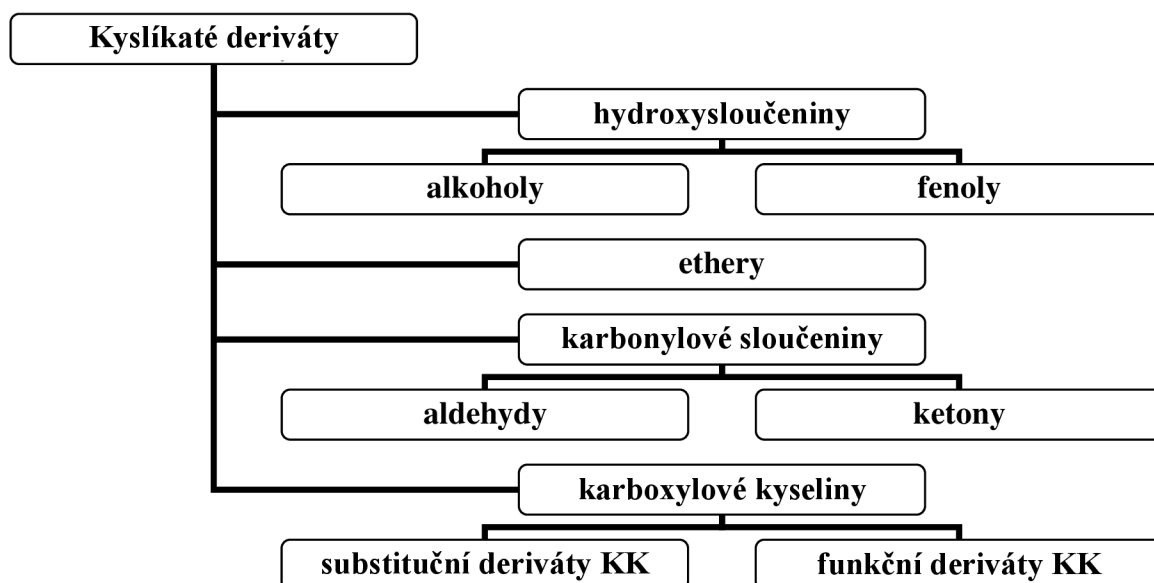 Kyslíkaté deriváty
hydroxysloučeniny
alkoholy
fenoly
ethery
karbonylové sloučeniny
aldehydy
ketony
karboxylové kyseliny
substituční deriváty KK
funkční deriváty KK